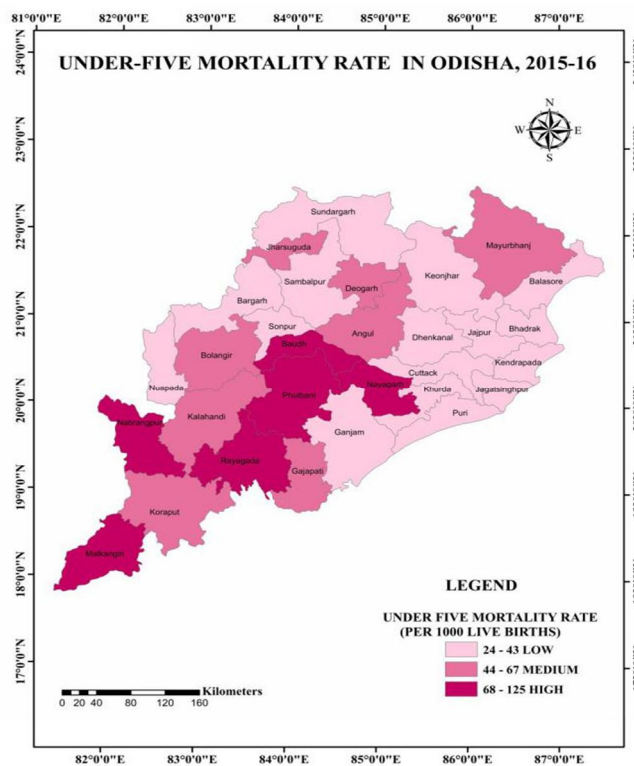 81°0'0"E 82°0'0"E 83°0'0"E 84°0'0"E 85°0'0"E 86°0'0"E 87°0'0"E
UNDER-FIVE MORTALITY RATE IN ODISHA, 2015-16
N
W E
S
24°0'0"N
23°0'0"N
22°0'0"N
21°0'0"N
20°0'0"N
19°0'0"N
18°0'0"N
17°0'0"N
Sundargarh
Jharsuguda
Mayurbhanj
Sambalpur
Keonjhar
Deogarh
Balasore
Bargarh
Sonpur
Angul
Dhenkanal
Jajpur
Bhadrak
Baudh
Bolangir
Kendrapada
Cuttack
Nuapada
Phulbani
Nayagarh
Khurda
Jagatsinghpur
Kalahandi
Puri
Nabrangpur
Ganjam
Rayagada
Gajapati
Koraput
Malkangiri
LEGEND
UNDER FIVE MORTALITY RATE
(PER 1000 LIVE BIRTHS)
24 - 43 LOW
44 - 67 MEDIUM
68 - 125 HIGH
Kilometers
0 20 40 80 120 160
82°0'0"E 83°0'0"E 84°0'0"E 85°0'0"E 86°0'0"E 87°0'0"E